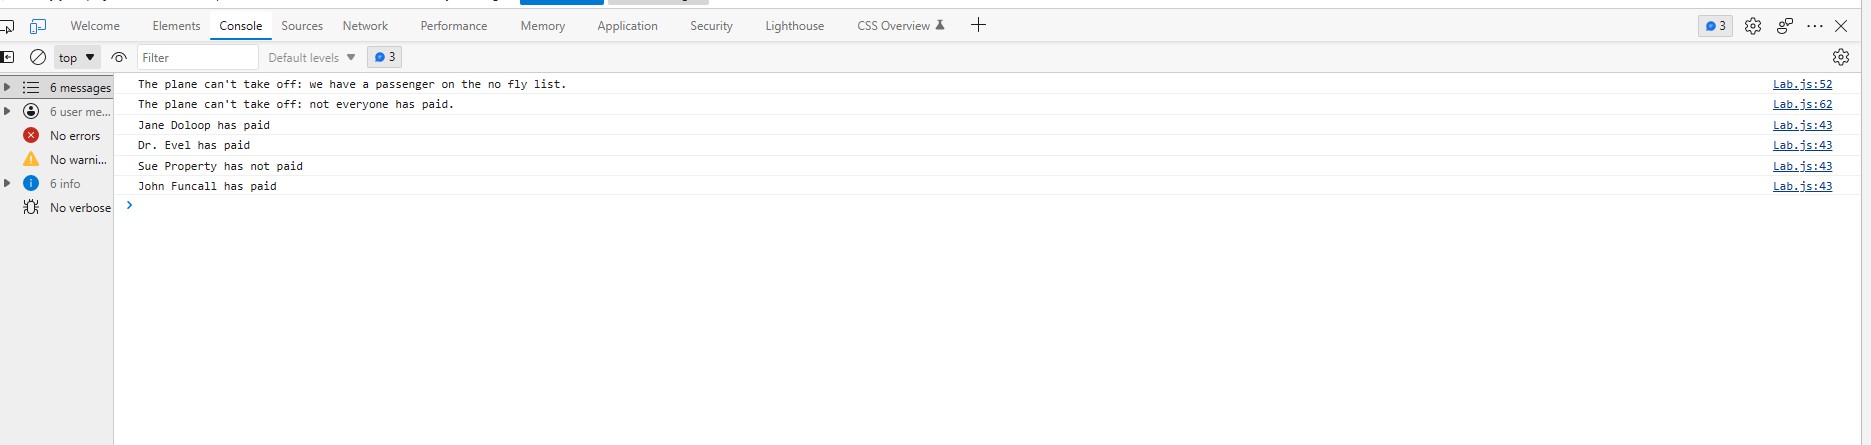 Welcome Elements Console Sources Network Performance Memory Application Security Lighthouse CSS Overview 3
top Filter Default levels 3
6 messages
6 user me...
No errors
No warni...
6 info
No verbose
The plane can't take off: we have a passenger on the no fly list. Lab.js:52
The plane can't take off: not everyone has paid. Lab.js:62
Jane Doloop has paid Lab.js:43
Dr. Evel has paid Lab.js:43
Sue Property has not paid Lab.js:43
John Funcall has paid Lab.js:43